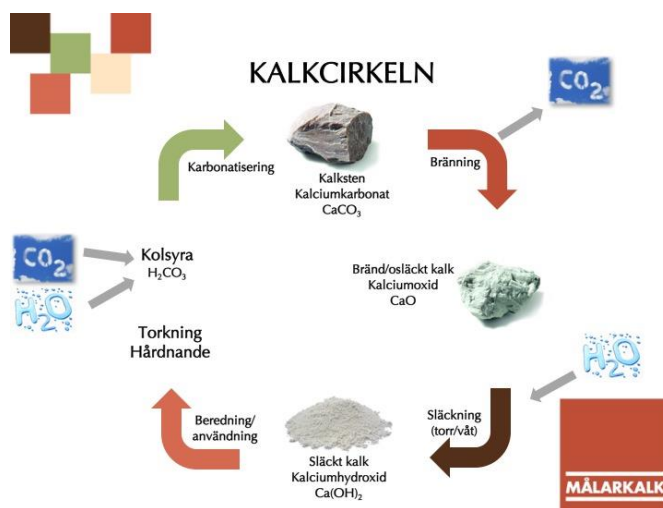 KALKCIRKELN
CO2
Karbonatisering
Bränning
Kalksten
Kalciumkarbonat
CaCO3
CO2
Kolsyra
H2CO3
H2O
Bränd/osläckt kalk
Kalciumoxid
CaO
Torkning
Hårdnande
H2O
Beredning/
användning
Släckning
(torr/våt)
Släckt kalk
Kalciumhydroxid
Ca(OH)2
MÅLARKALK